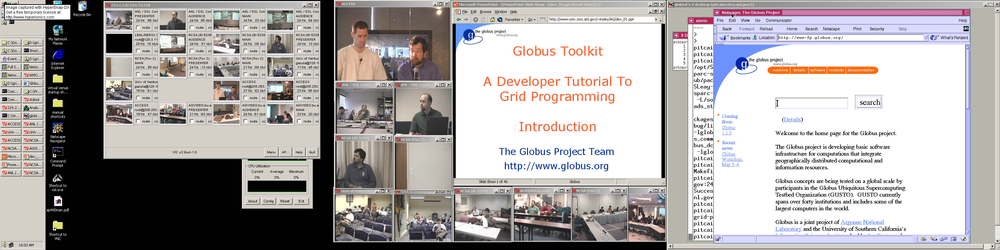 Start
Image captured with HyperSnap-DX
Get a free temporary license at:
http://www.hyperionics.com
C:\Do...
D:\gri...
C:\Do...
Short...
Event...
D:\gri...
Full S...
Netsc...
Netsc...
tkMO...
D:\gri...
Globu...
Com...
C:\Pr...
Com...
stdout
224.2...
Analo...
C:\W...
globt...
ACCESS
ANL /...
Univ ...
Univ ...
ACCESS
NCSA...
NCSA...
AGVI...
Micro...
dev_...
Powe...
NCSA...
ANL /...
NCSA...
10:03 AM
Recycle Bin
My Network
Places
Internet
Explorer
virtual venue
startup sh...
manual
shortcuts
Netscape
Navigator
Command
Prompt
Shortcut to
nsl.exe
ap400man.pdf
Shortcut to
VNC
224.2.132.254/51258
ANL / DSL Con
PRESENTER
mute
ANL / DSL Con
AUDIENCE
24 f/s 95 kb/
mute
ANL / DSL Con
MAIN
24 f/s 03 kb/
mute
ANL / DSL Con
24 f/s 64 kb/
mute
LBNL/NERSC (
root@128.3.11
28 f/s 18 kb/
mute
NCSA (BI 5239
AUDIENCE
24 f/s 51 kb/
mute
NCSA (BI 5239
MAIN
mute
NCSA (BI 5239
PRESENTER
24 f/s 13 kb/
mute
NCSA (Fox 2)
MAIN
24 f/s 99 kb/
mute
NCSA (Fox 2)
PRESENTER
24 f/s
mute
NCSA (Fox 2)
MAIN
21 f/s
mute
Univ of Kentuc
gazula@128.1
11 f/s 45 kb/
mute
Univ of Kentuc
gazula@128.1
15 f/s
mute
ACCESS
root@205.253.
27 f/s
mute
ACCESS
root@205.253.
23 f/s 95 kb/
mute
ACCESS
root@205.253.
19 f/s 47 kb/
mute
AGVIDEO.bu.e
PRESENTER
21 f/s
mute
AGVIDEO.bu.e
AUDIENCE
24 f/s 61 kb/
mute
AGVIDEO.bu.e
MAIN
23 f/s 20 kb/
mute
VIC v2.8ucl-1.0
Menu
AP...
Help
Quit
CPU Utilization
Current Average Maximum
0% 0% 0%
About
Config
Reset
Exit
ACCESS
ANL / DSL Confe...
ANL / DSL Confe...
NCSA (BI 5239)
NCSA (Fox 2)
Univ of Kentucky
Univ of Kentucky
NCSA (BI 5239)
AGVIDEO.bu.edu
NCSA (Fox 2)
Microsoft PowerPoint - [PowerPoint Slide Show - [dev_01.ppt [Read-Only]]:2]
File Edit Browse Window Help
Favorites
Go
http://www-unix.mcs.anl.gov/~insley/AG/dev_01.ppt
g the globus project
www.globus.org
Globus Toolkit
A Developer Tutorial To
Grid Programming
Introduction
The Globus Project Team
http://www.globus.org
Slide Show 1 of 46
Globus
globtut's X desktop (pitcairn.mcs.anl.gov:5)
X D
pitcair
1
2
3
4
5
pitcair
xterm
---
>
>
pitcai
pitcai
pitcai
/opt/S
parc-s
ub/pac
SLeay-
sparc-
-L/so
ads_st
ckages
bug/li
-lglob
s_comm
bus_dc
-lglo
pitcai
pitcai
Makefi
pitcai
gov:24
Succes
nl.gov
pitcai
pitcai
grid-p
pitcai
pitcai
pitcai
Netscape: The Globus Project
File Edit View Go Communicator
Help
Back Forward Reload Home Search Netscape Print Security Stop
N
Bookmarks
Location:
http://www-fp.globus.org/
What's Related
g the globus project
www.globus.org
overview details software testbeds documentation
search
(Details)
Coming
Soon:
Globus
1.1.3
Recent
news:
Globus
Workshop,
May 3-4
Welcome to the home page for the Globus project.
The Globus project is developing basic software
infrastructure for computations that integrate
geographically distributed computational and
information resources.
Globus concepts are being tested on a global scale by
participants in the Globus Ubiquitous Supercomputing
Testbed Organization (GUSTO). GUSTO currently
spans over forty institutions and includes some of the
largest computers in the world.
Globus is a joint project of Argonne National
Laboratory and the University of Southern California's